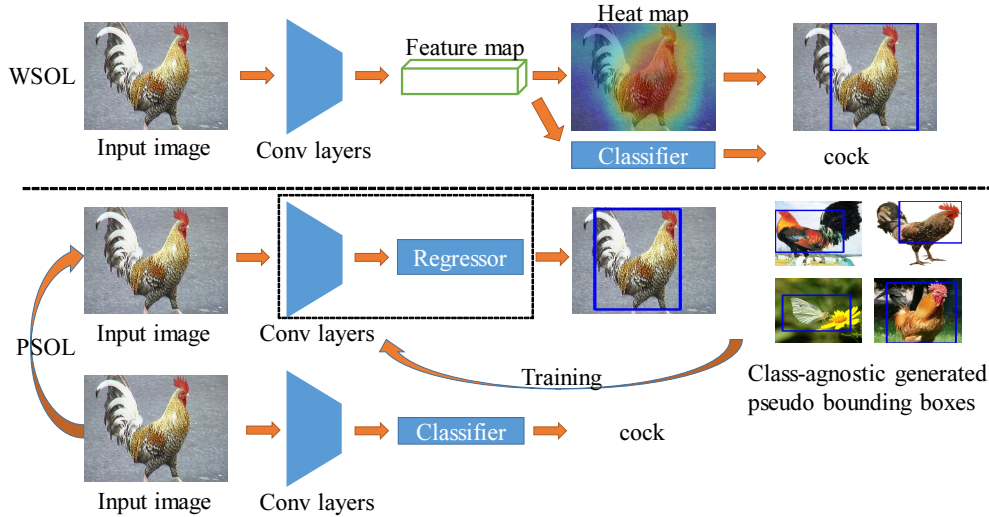 WSOL
Input image
Conv layers
Feature map
Heat map
Classifier
cock
PSOL
Input image
Conv layers
Regressor
Training
Class-agnostic generated
pseudo bounding boxes
Input image
Conv layers
Classifier
cock